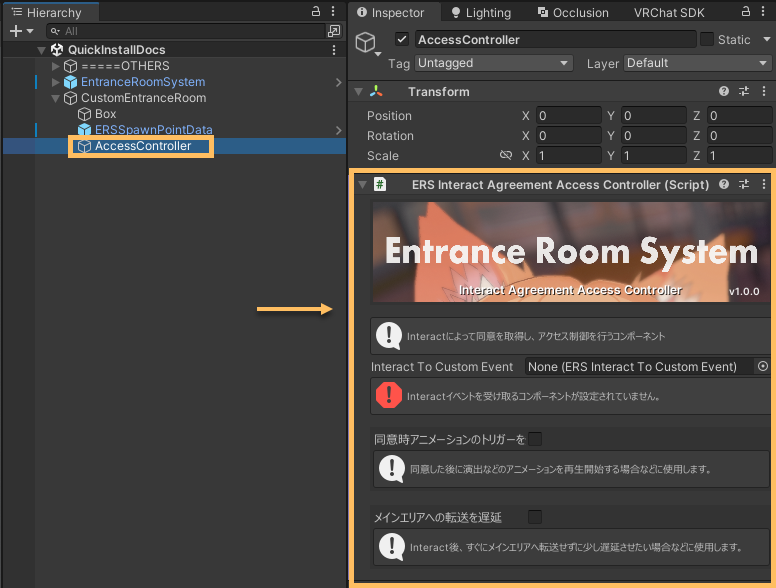 Hierarchy
All
QuickInstallDocs
=====OTHERS
EntranceRoomSystem
CustomEntranceRoom
Box
ERSSpawnPointData
AccessController
Inspector
Lighting
Occlusion
VRChat SDK
AccessController
Static
Tag Untagged
Layer Default
Transform
Position X 0 Y 0 Z 0
Rotation X 0 Y 0 Z 0
Scale X 1 Y 1 Z 1
# ERS Interact Agreement Access Controller (Script)
Entrance Room System
Interact Agreement Access Controller
v1.0.0
Interactによって同意を取得し、アクセス制御を行うコンポーネント
Interact To Custom Event None (ERS Interact To Custom Event)
Interactイベントを受け取るコンポーネントが設定されていません。
同意時アニメーションのトリガーを
同意した後に演出などのアニメーションを再生開始する場合などに使用します。
メインエリアへの転送を遅延
Interact後、すぐにメインエリアへ転送せずに少し遅延させたい場合などに使用します。